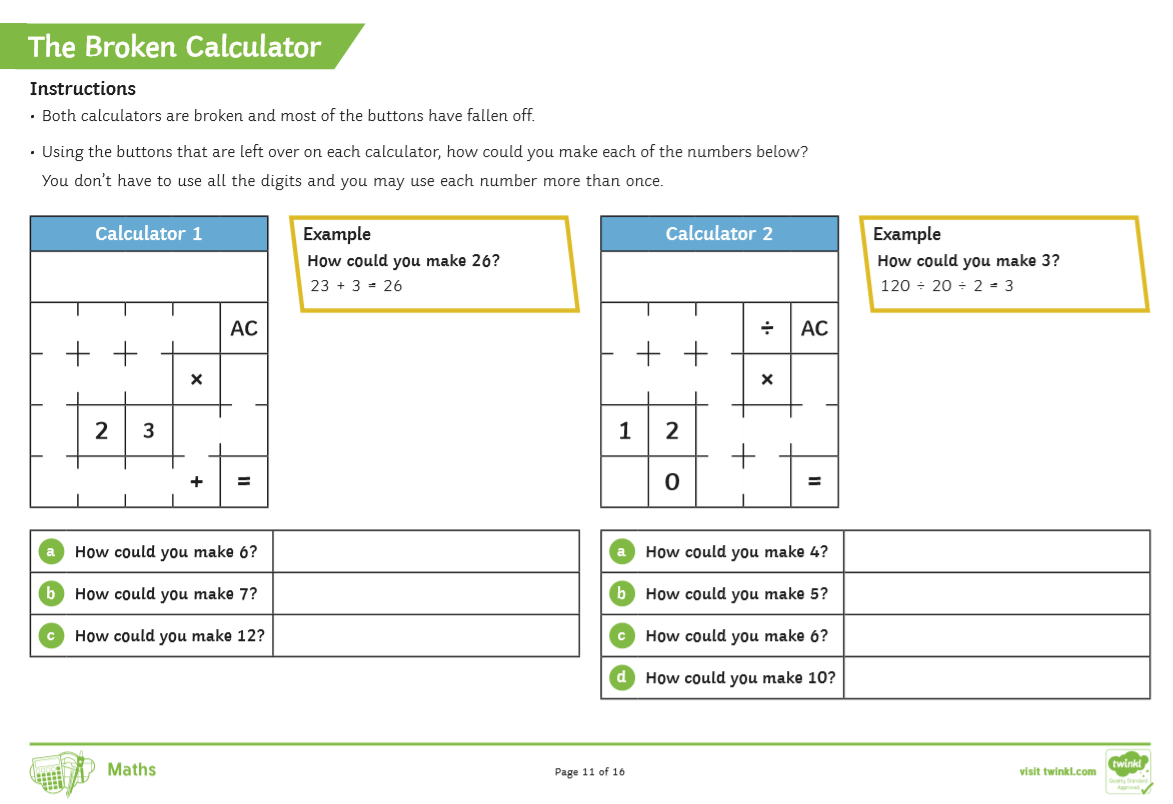 The Broken Calculator
Instructions
• Both calculators are broken and most of the buttons have fallen off.
• Using the buttons that are left over on each calculator, how could you make each of the numbers below?
You don't have to use all the digits and you may use each number more than once.
Calculator 1
AC
×
2 3
+ =
Example
How could you make 26?
23 + 3 = 26
Calculator 2
÷ AC
×
1 2
0 =
Example
How could you make 3?
120 ÷ 20 ÷ 2 = 3
a How could you make 6?
b How could you make 7?
c How could you make 12?
a How could you make 4?
b How could you make 5?
c How could you make 6?
d How could you make 10?
Maths
Page 11 of 16
visit twinkl.com
twinkl
Quality Standard
Approved